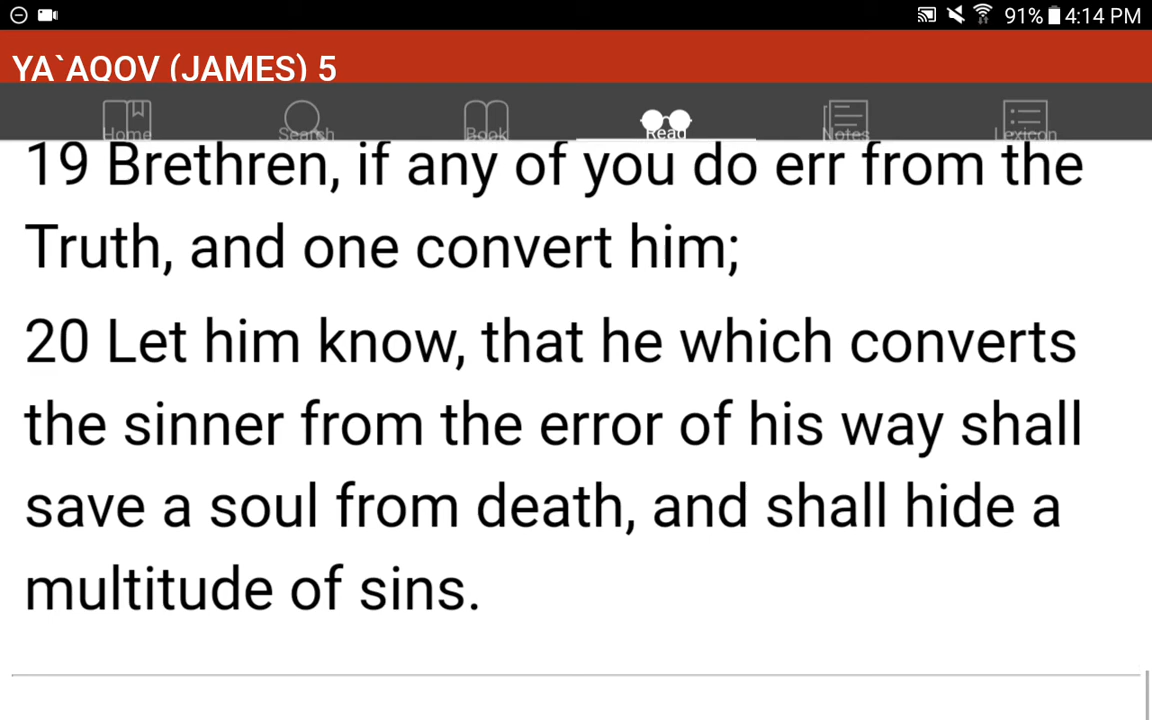 91% 4:14 PM
YA`AQOV (JAMES) 5
Home Search Book Read Notes Lexicon
19 Brethren, if any of you do err from the
Truth, and one convert him;
20 Let him know, that he which converts
the sinner from the error of his way shall
save a soul from death, and shall hide a
multitude of sins.